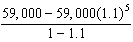 59,000 − 59,000(1.1)⁵
1 − 1.1